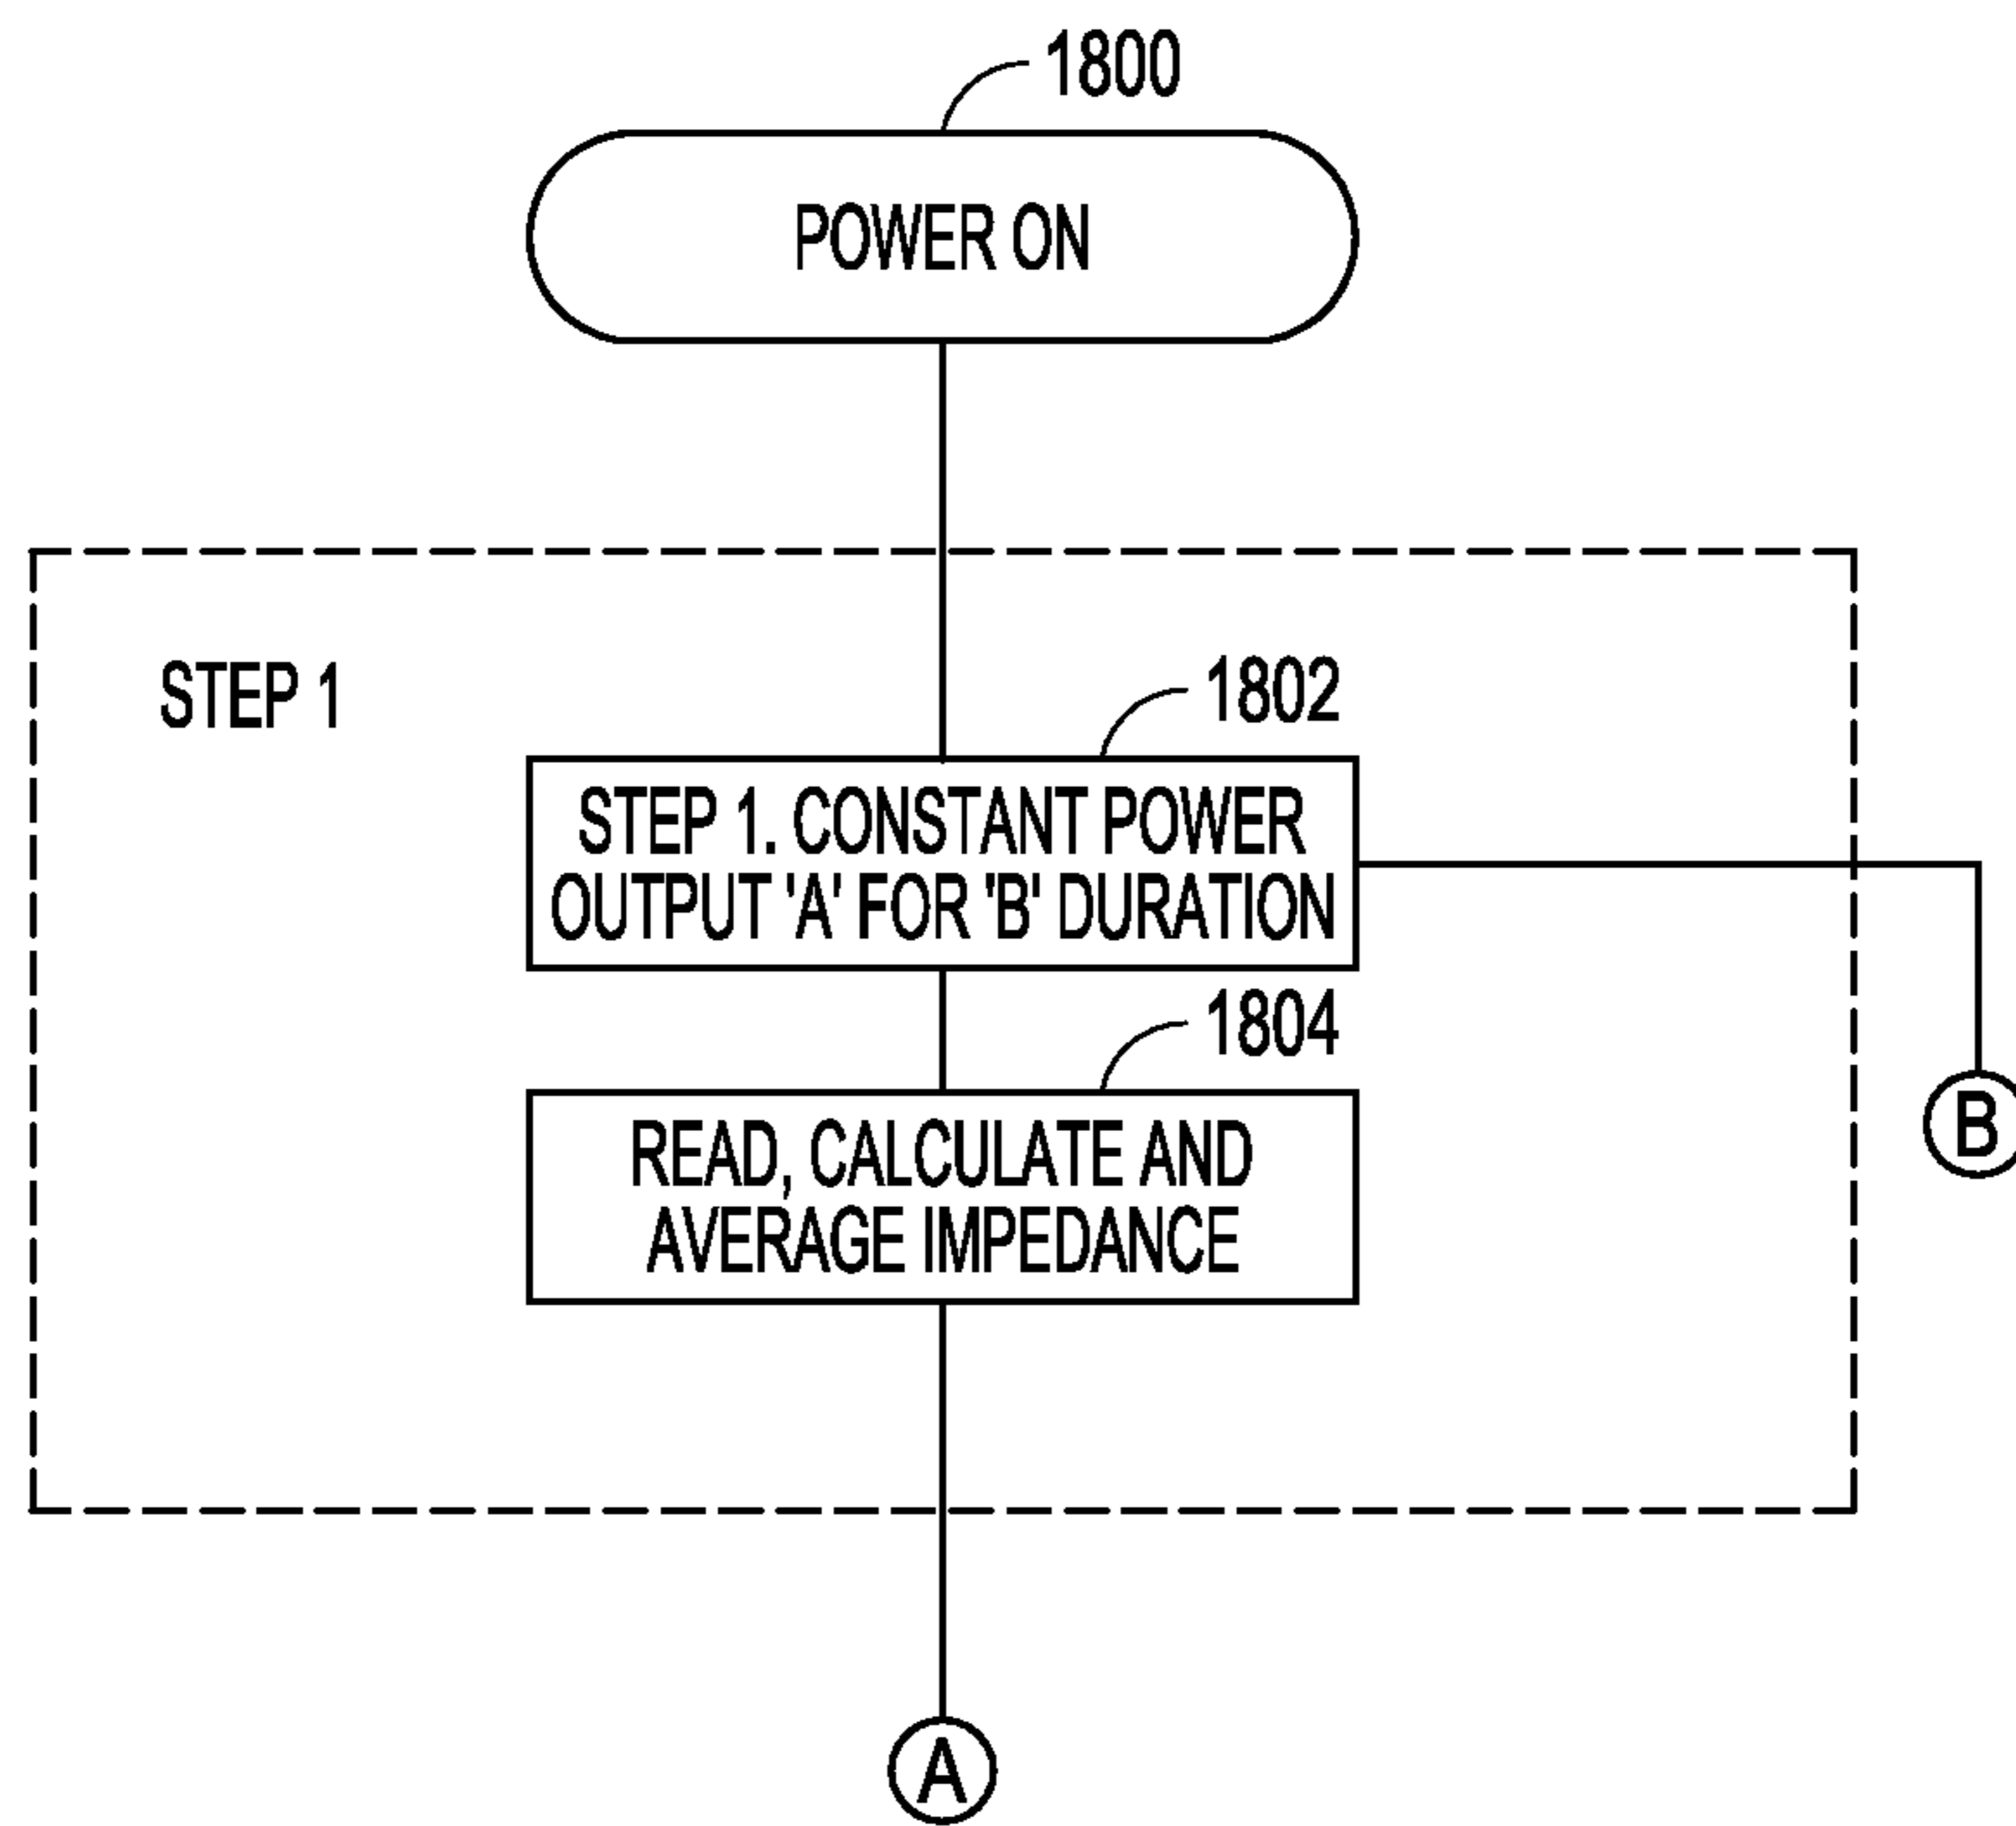 1800
POWER ON
STEP 1
1802
STEP 1. CONSTANT POWER
OUTPUT 'A' FOR 'B' DURATION
1804
READ, CALCULATE AND
AVERAGE IMPEDANCE
B
A